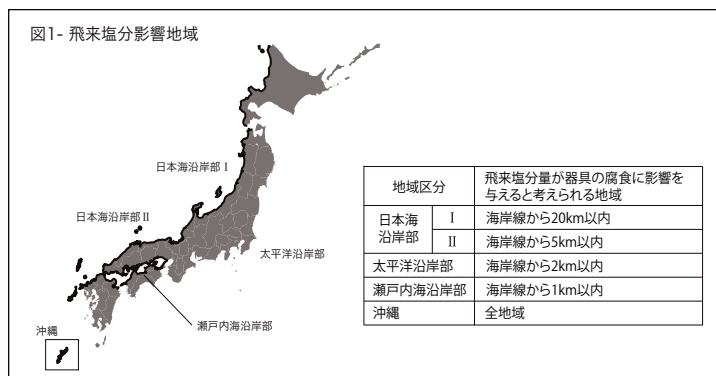 図1- 飛来塩分影響地域
日本海沿岸部Ⅰ
日本海沿岸部Ⅱ
太平洋沿岸部
瀬戸内海沿岸部
沖縄
地域区分
飛来塩分量が器具の腐食に影響を
与えると考えられる地域
日本海
沿岸部
Ⅰ
海岸線から20km以内
Ⅱ
海岸線から5km以内
太平洋沿岸部
海岸線から2km以内
瀬戸内海沿岸部
海岸線から1km以内
沖縄
全地域